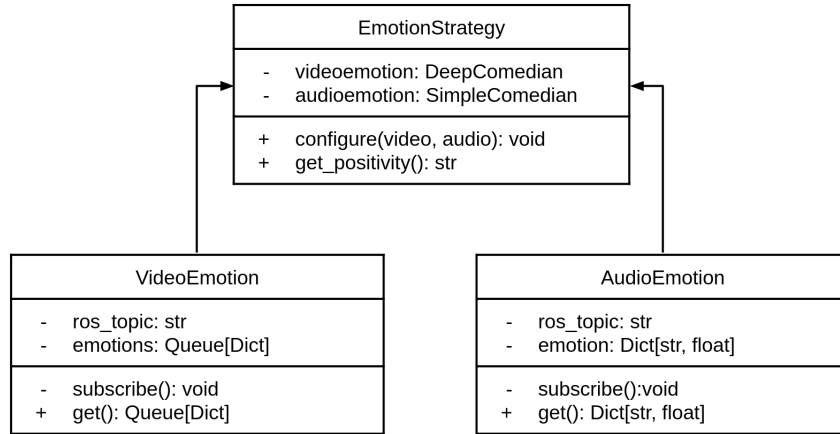 EmotionStrategy
- videoemotion: DeepComedian
- audioemotion: SimpleComedian
+ configure(video, audio): void
+ get_positivity(): str
VideoEmotion
- ros_topic: str
- emotions: Queue[Dict]
- subscribe(): void
+ get(): Queue[Dict]
AudioEmotion
- ros_topic: str
- emotion: Dict[str, float]
- subscribe():void
+ get(): Dict[str, float]